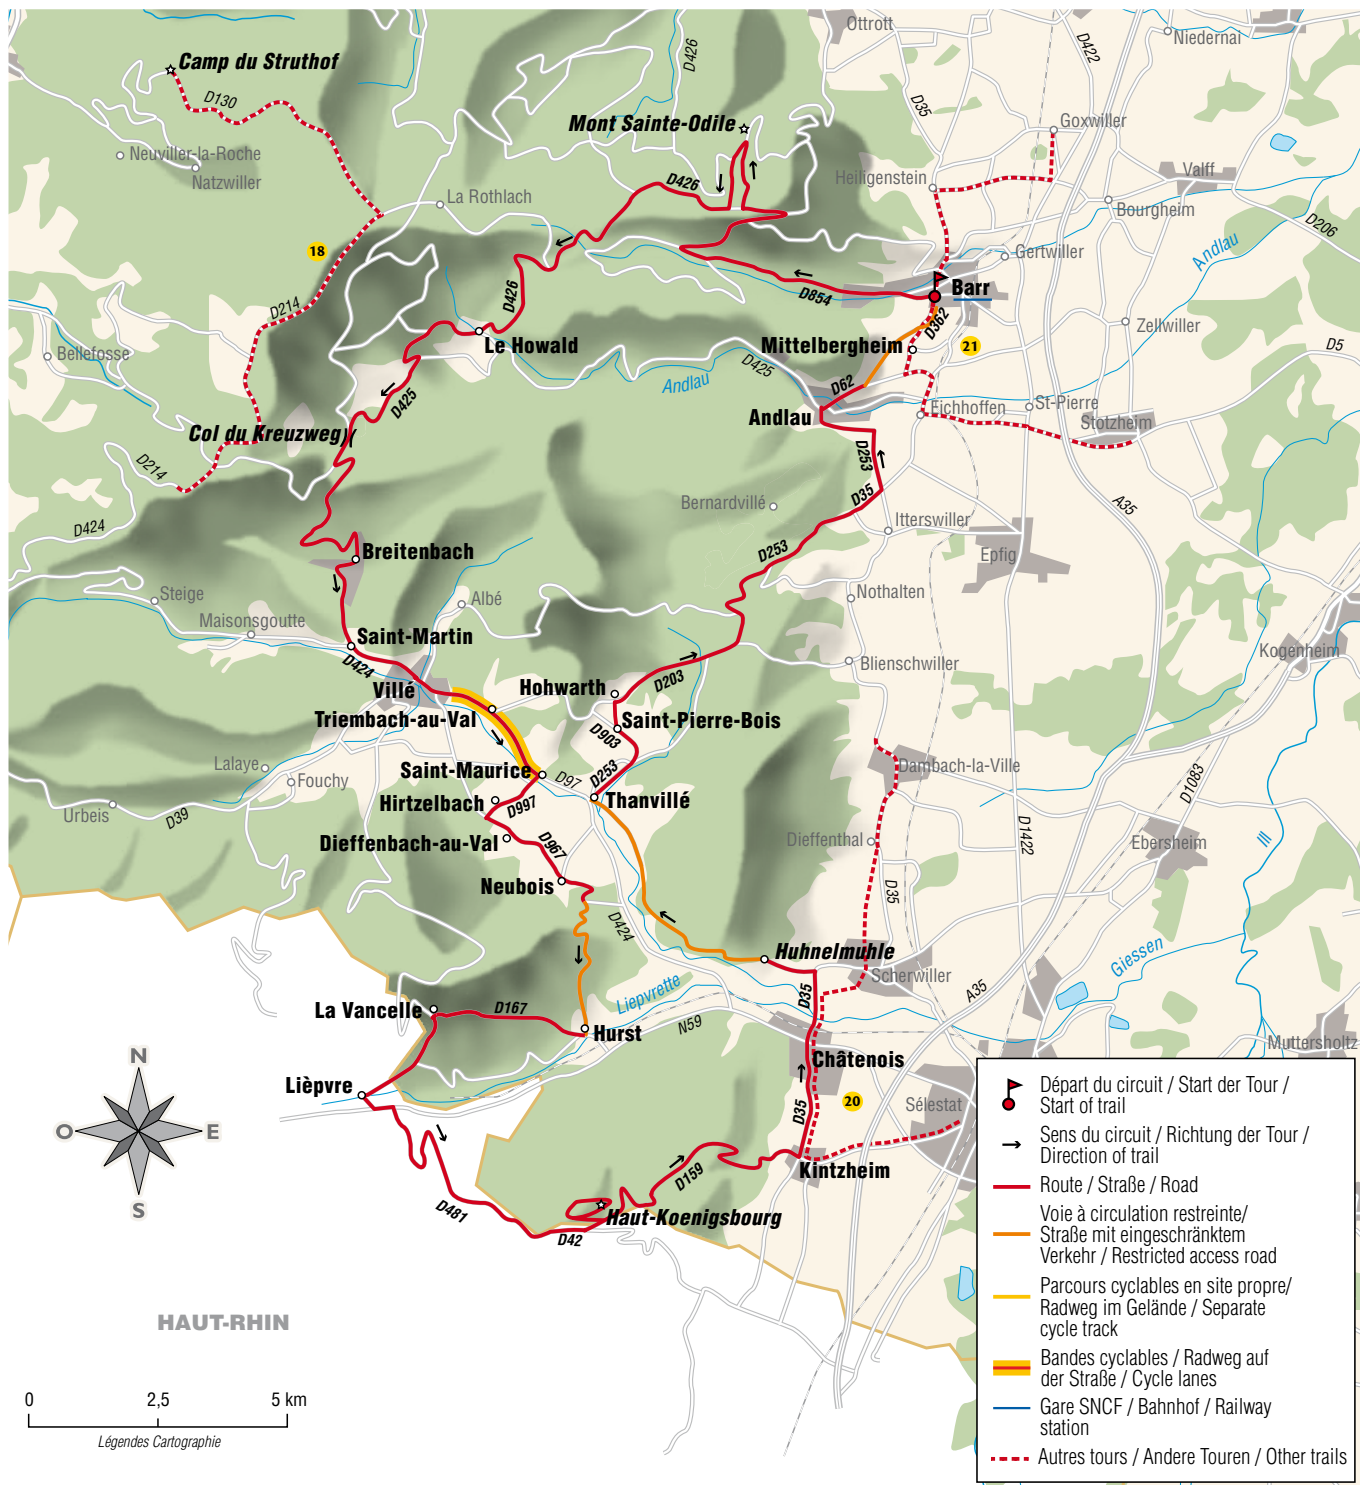 Ottrott
Niedernai
D422
D426
Camp du Struthof
D130
D35
Mont Sainte-Odile
Goxwiller
Neuviller-la-Roche
Natzwiller
Valff
Heiligenstein
D426
La Rothlach
Bourgheim
D206
18
Andlau
Gertwiller
D214
D426
D854
Barr
D362
Zellwiller
Mittelbergheim
21
D5
Le Howald
Bellefosse
D425
Andlau
D62
D425
Andlau
Eichhoffen
St-Pierre
Stotzheim
Col du Kreuzweg
D214
D253
D35
Bernardvillé
A35
D424
Itterswiller
Epfig
Breitenbach
D253
Steige
Albé
Nothalten
Maisonsgoutte
Saint-Martin
D424
Blienschwiller
Kogenheim
Villé
Hohwarth
D203
Triembach-au-Val
Saint-Pierre-Bois
D903
Lalaye
Saint-Maurice
D97
D253
Dambach-la-Ville
D1083
Fouchy
Hirtzelbach
D997
Thanvillé
Urbeis
D39
Dieffenbach-au-Val
D967
Dieffenthal
D1422
Ebersheim
Ill
Neubois
D35
D424
Huhnelmuhle
Giessen
Scherwiller
Liepvrette
D35
A35
La Vancelle
D167
Hurst
N59
Muttersholtz
Châtenois
Lièpvre
D35
20
Sélestat
N
O
E
S
D159
Kintzheim
D481
Haut-Koenigsbourg
D42
HAUT-RHIN
0
2,5
5 km
Légendes Cartographie
Départ du circuit / Start der Tour /
Start of trail
Sens du circuit / Richtung der Tour /
Direction of trail
Route / Straße / Road
Voie à circulation restreinte/
Straße mit eingeschränktem
Verkehr / Restricted access road
Parcours cyclables en site propre/
Radweg im Gelände / Separate
cycle track
Bandes cyclables / Radweg auf
der Straße / Cycle lanes
Gare SNCF / Bahnhof / Railway
station
Autres tours / Andere Touren / Other trails